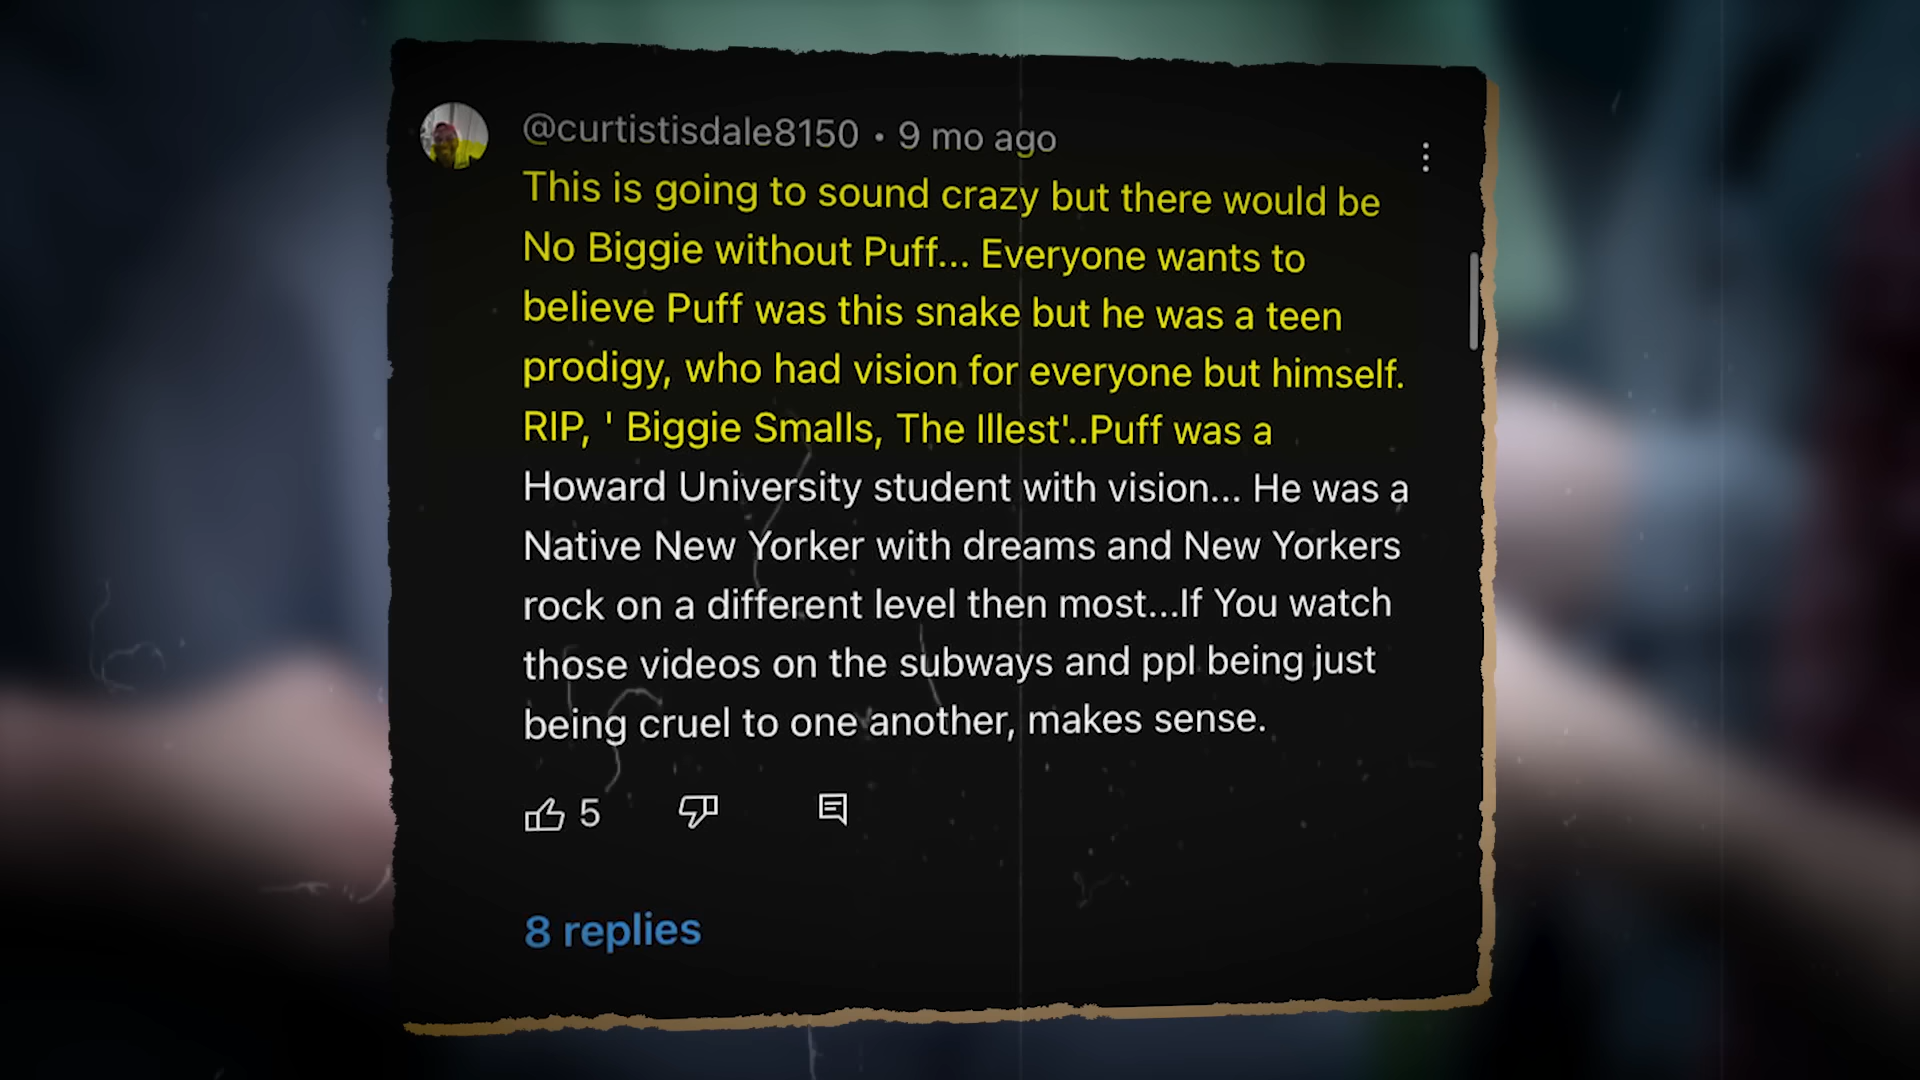 @curtistisdale8150 • 9 mo ago
This is going to sound crazy but there would be
No Biggie without Puff... Everyone wants to
believe Puff was this snake but he was a teen
prodigy, who had vision for everyone but himself.
RIP, ' Biggie Smalls, The Illest'..Puff was a
Howard University student with vision... He was a
Native New Yorker with dreams and New Yorkers
rock on a different level then most...If You watch
those videos on the subways and ppl being just
being cruel to one another, makes sense.
5
8 replies